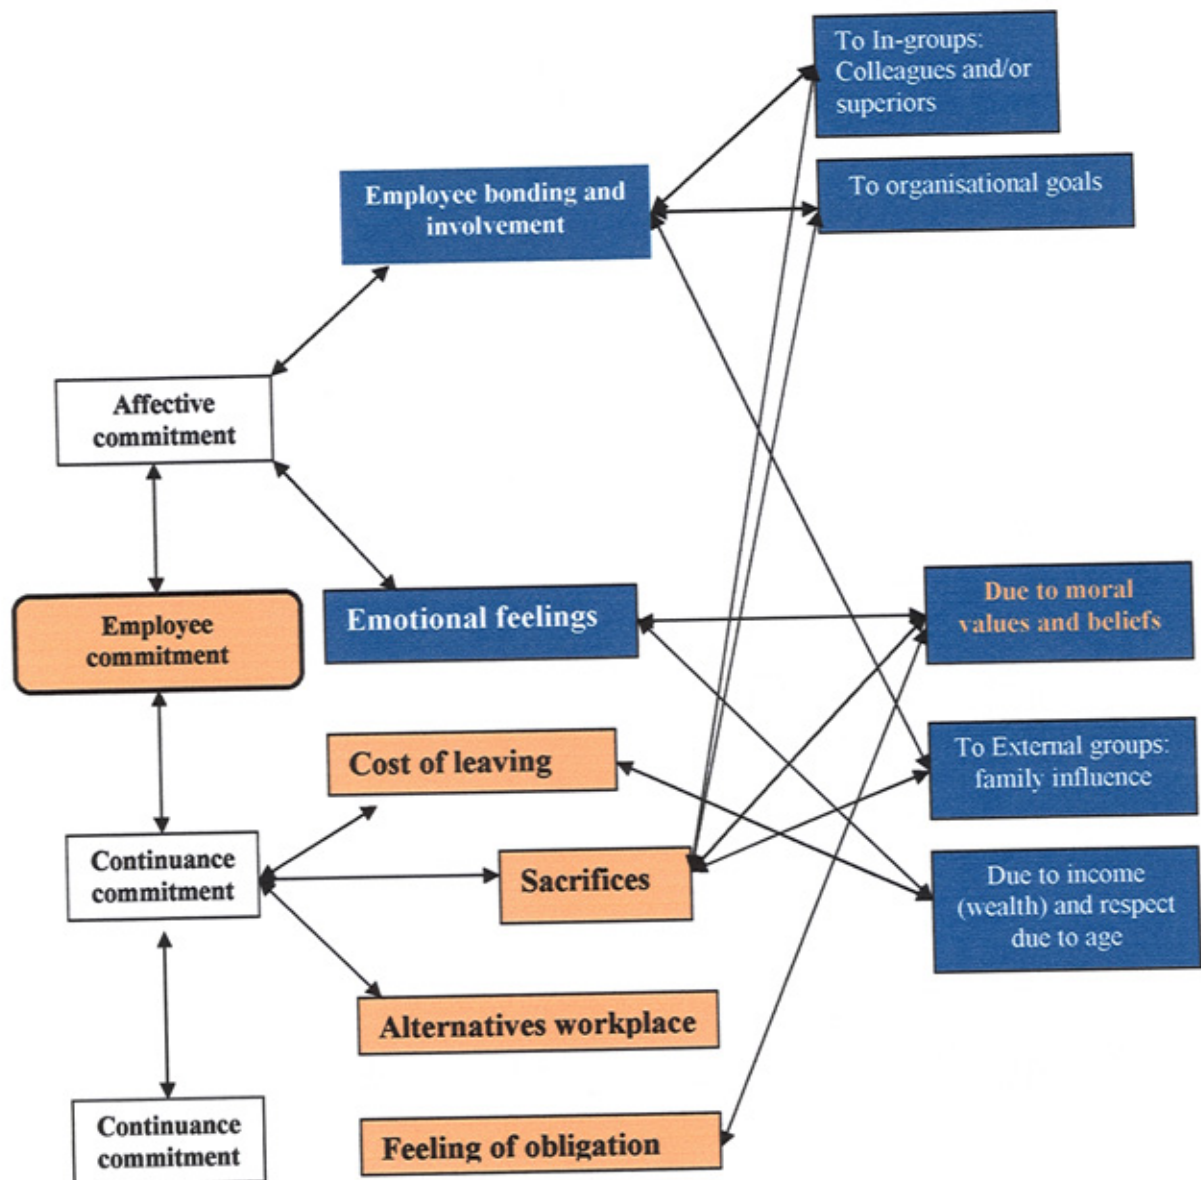 To In-groups:
Colleagues and/or
superiors
To organisational goals
Employee bonding and
involvement
Affective
commitment
Employee
commitment
Emotional feelings
Due to moral
values and beliefs
Cost of leaving
To External groups:
family influence
Continuance
commitment
Sacrifices
Due to income
(wealth) and respect
due to age
Alternatives workplace
Continuance
commitment
Feeling of obligation